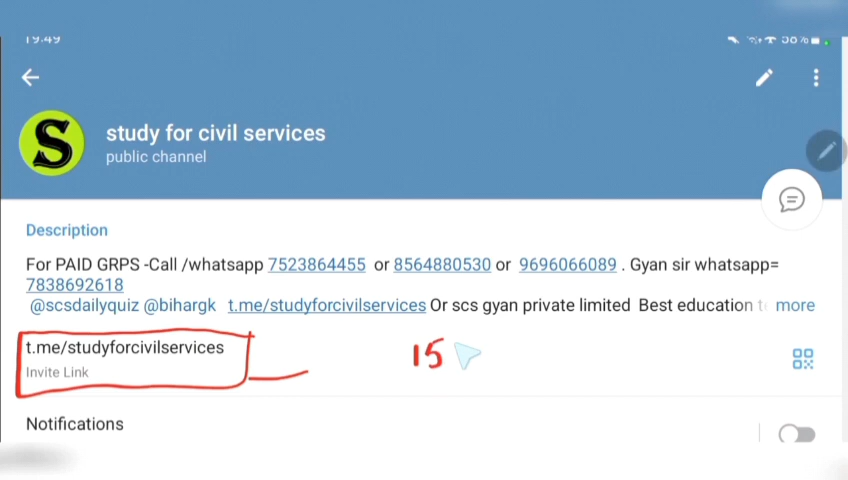 19:49
58%
S
study for civil services
public channel
Description
For PAID GRPS -Call /whatsapp 7523864455 or 8564880530 or 9696066089 . Gyan sir whatsapp=
7838692618
@scsdailyquiz @bihargk t.me/studyforcivilservices Or scs gyan private limited Best education more
t.me/studyforcivilservices
15
Invite Link
Notifications